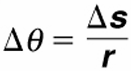 Δθ = Δs / r